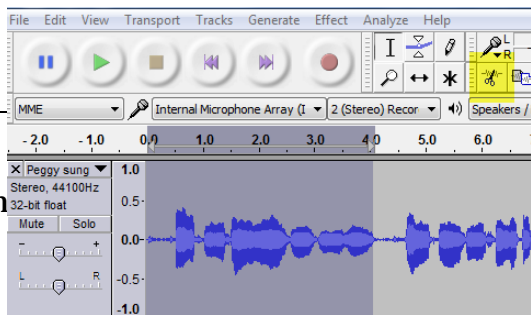 File Edit View Transport Tracks Generate Effect Analyze Help
L
R
MME Internal Microphone Array (I 2 (Stereo) Recor Speakers /
- 2.0 - 1.0 0.0 1.0 2.0 3.0 4.0 5.0 6.0
X Peggy sung 1.0
Stereo, 44100Hz
32-bit float 0.5-
Mute Solo
- + 0.0-
L R -0.5-
-1.0